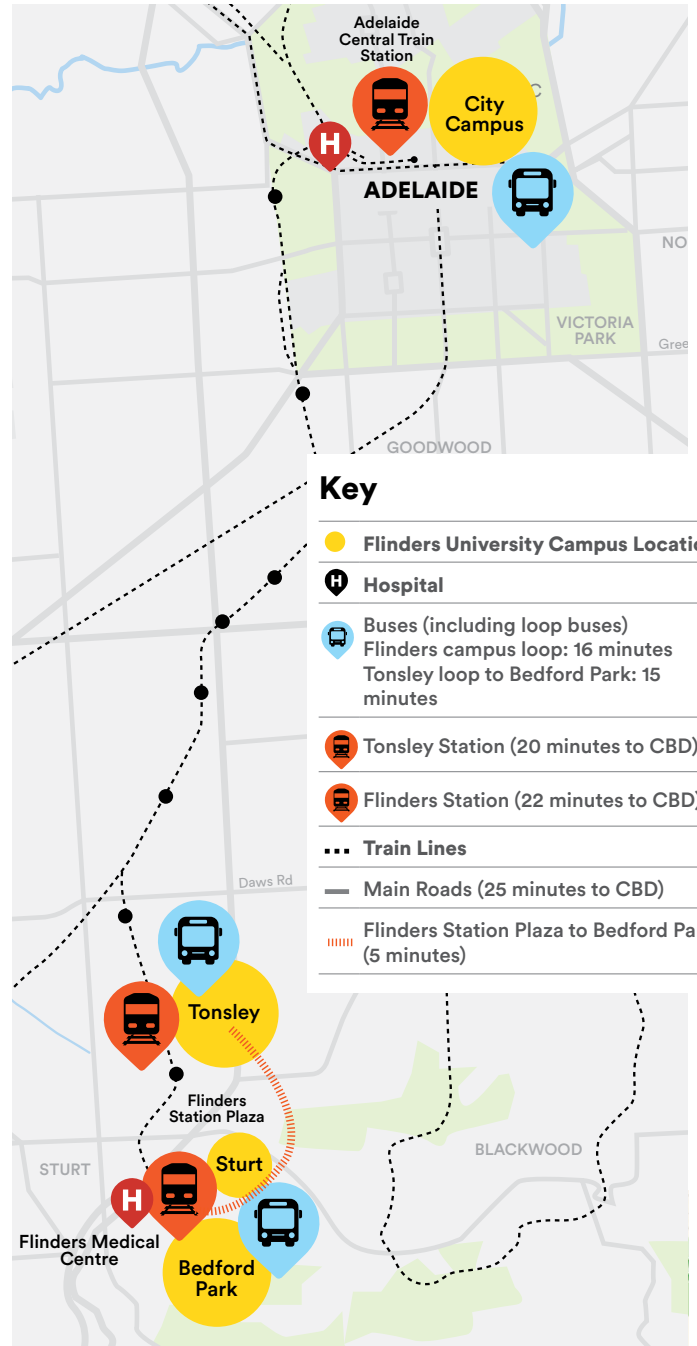 Adelaide
Central Train
Station
City
Campus
C
H
ADELAIDE
NO
VICTORIA
PARK
Gree
GOODWOOD
Key
Flinders University Campus Locatio
H Hospital
Buses (including loop buses)
Flinders campus loop: 16 minutes
Tonsley loop to Bedford Park: 15
minutes
Tonsley Station (20 minutes to CBD)
Flinders Station (22 minutes to CBD)
Train Lines
Main Roads (25 minutes to CBD)
Flinders Station Plaza to Bedford Pa
(5 minutes)
Daws Rd
Tonsley
Flinders
Station Plaza
Sturt
STURT
BLACKWOOD
H
Flinders Medical
Centre
Bedford
Park